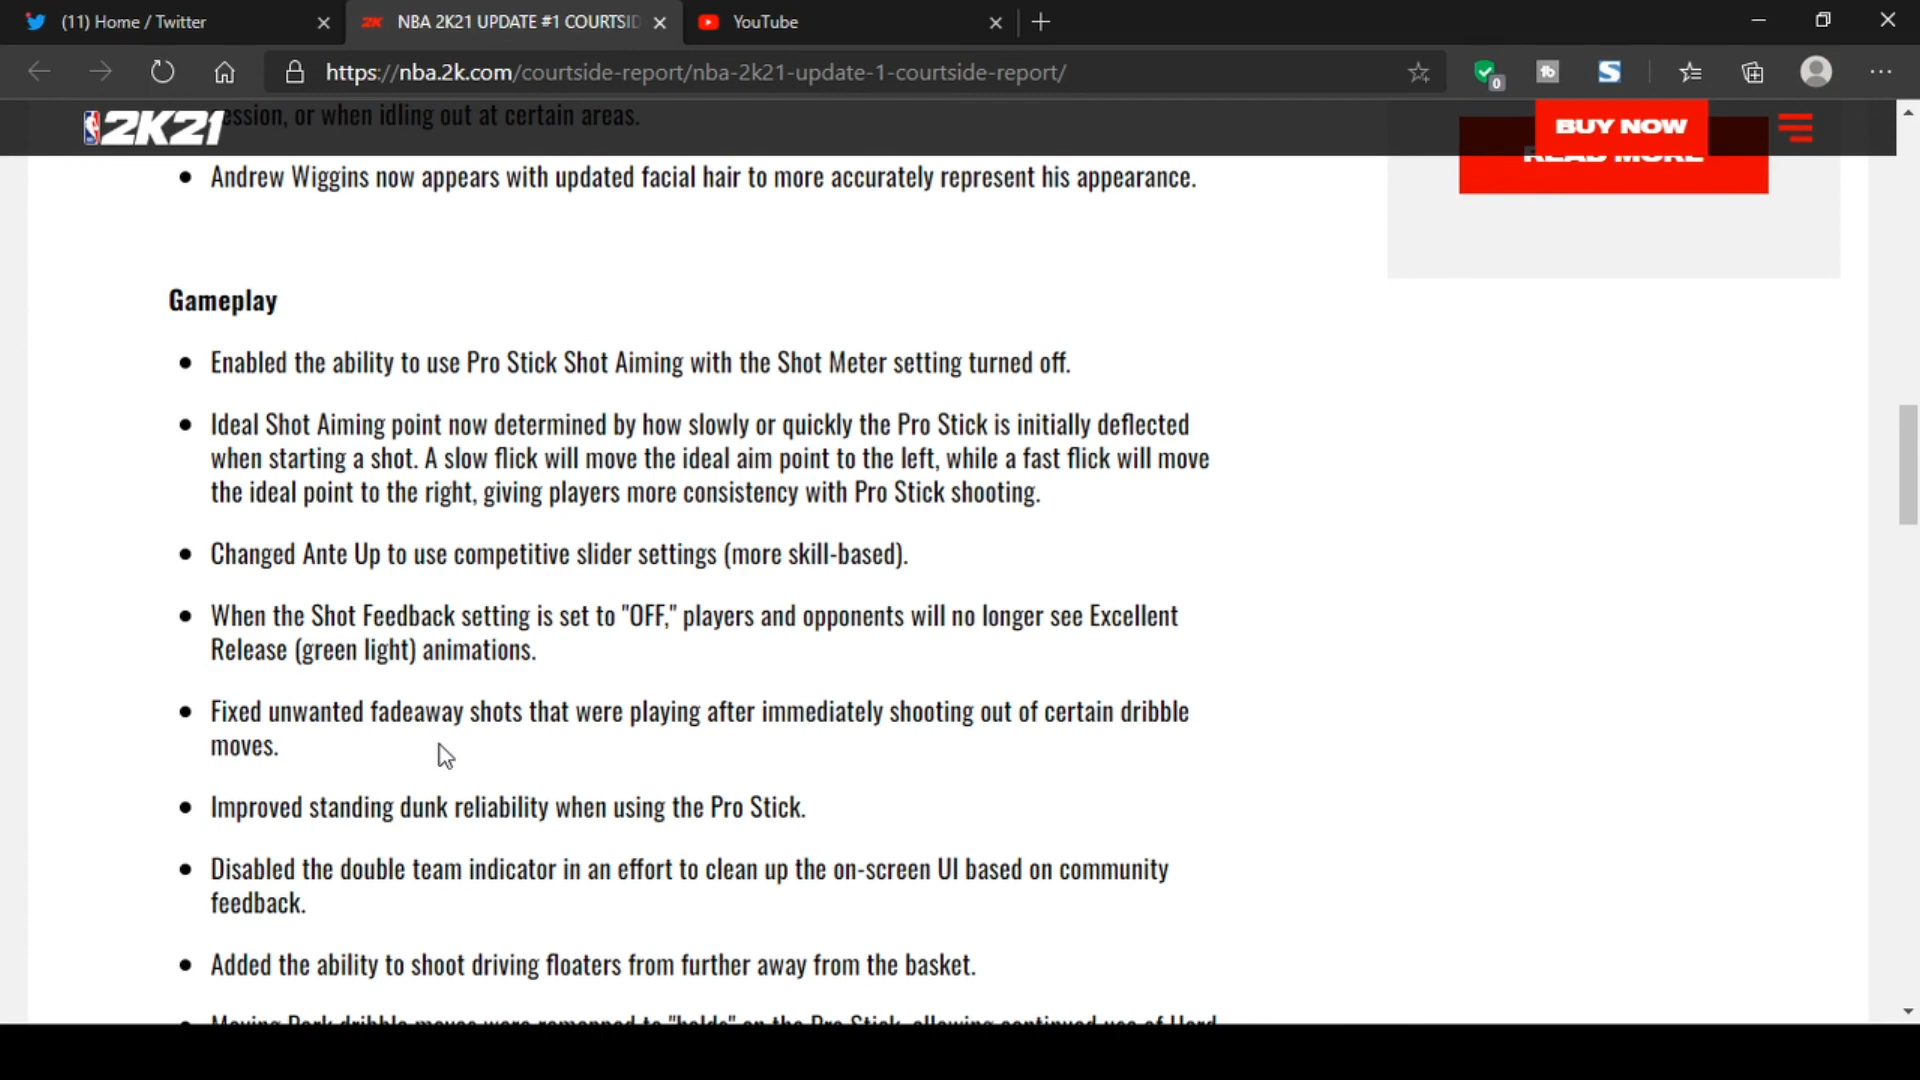 (11) Home / Twitter
NBA 2K21 UPDATE #1 COURTSID
YouTube
https://nba.2k.com/courtside-report/nba-2k21-update-1-courtside-report/
0
2K21
ession, or when idling out at certain areas.
BUY NOW
READ MORE
Andrew Wiggins now appears with updated facial hair to more accurately represent his appearance.
Gameplay
Enabled the ability to use Pro Stick Shot Aiming with the Shot Meter setting turned off.
Ideal Shot Aiming point now determined by how slowly or quickly the Pro Stick is initially deflected
when starting a shot. A slow flick will move the ideal aim point to the left, while a fast flick will move
the ideal point to the right, giving players more consistency with Pro Stick shooting.
Changed Ante Up to use competitive slider settings (more skill-based).
When the Shot Feedback setting is set to "OFF," players and opponents will no longer see Excellent
Release (green light) animations.
Fixed unwanted fadeaway shots that were playing after immediately shooting out of certain dribble
moves.
Improved standing dunk reliability when using the Pro Stick.
Disabled the double team indicator in an effort to clean up the on-screen UI based on community
feedback.
Added the ability to shoot driving floaters from further away from the basket.
Moving Park dribble moves were remapped to "holds" on the Pro Stick, allowing continued use of Hard